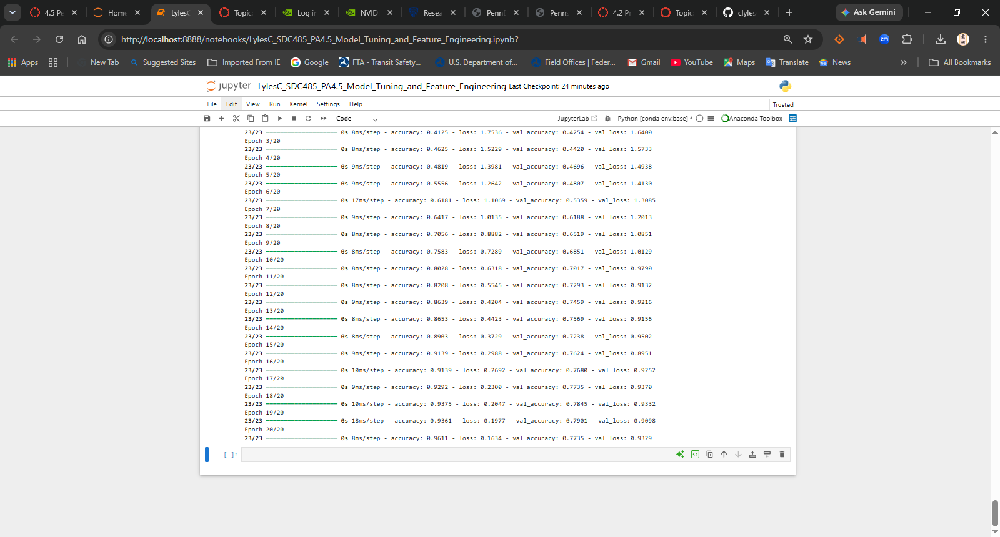 4.5 Pe
Home
LylesC
Topic:
Log in
NVIDI
Resea
PennD
Penns
4.2 Pr
Topic:
clyles
Ask Gemini
http://localhost:8888/notebooks/LylesC_SDC485_PA4.5_Model_Tuning_and_Feature_Engineering.ipynb?
zm
Apps
New Tab
Suggested Sites
Imported From IE
Google
FTA - Transit Safety...
U.S. Department of...
Field Offices | Feder...
Gmail
YouTube
Maps
Translate
News
All Bookmarks
jupyter LylesC_SDC485_PA4.5_Model_Tuning_and_Feature_Engineering Last Checkpoint: 24 minutes ago
File Edit View Run Kernel Settings Help
Trusted
Code
JupyterLab
Python [conda env:base] *
Anaconda Toolbox
23/23 0s 8ms/step - accuracy: 0.4125 - loss: 1.7536 - val_accuracy: 0.4254 - val_loss: 1.6400
Epoch 3/20
23/23 0s 8ms/step - accuracy: 0.4625 - loss: 1.5229 - val_accuracy: 0.4420 - val_loss: 1.5733
Epoch 4/20
23/23 0s 9ms/step - accuracy: 0.4819 - loss: 1.3981 - val_accuracy: 0.4696 - val_loss: 1.4938
Epoch 5/20
23/23 0s 9ms/step - accuracy: 0.5556 - loss: 1.2642 - val_accuracy: 0.4807 - val_loss: 1.4130
Epoch 6/20
23/23 0s 17ms/step - accuracy: 0.6181 - loss: 1.1069 - val_accuracy: 0.5359 - val_loss: 1.3085
Epoch 7/20
23/23 0s 9ms/step - accuracy: 0.6417 - loss: 1.0135 - val_accuracy: 0.6188 - val_loss: 1.2013
Epoch 8/20
23/23 0s 8ms/step - accuracy: 0.7056 - loss: 0.8882 - val_accuracy: 0.6519 - val_loss: 1.0851
Epoch 9/20
23/23 0s 8ms/step - accuracy: 0.7583 - loss: 0.7289 - val_accuracy: 0.6851 - val_loss: 1.0129
Epoch 10/20
23/23 0s 8ms/step - accuracy: 0.8028 - loss: 0.6318 - val_accuracy: 0.7017 - val_loss: 0.9790
Epoch 11/20
23/23 0s 8ms/step - accuracy: 0.8208 - loss: 0.5545 - val_accuracy: 0.7293 - val_loss: 0.9132
Epoch 12/20
23/23 0s 9ms/step - accuracy: 0.8639 - loss: 0.4204 - val_accuracy: 0.7459 - val_loss: 0.9216
Epoch 13/20
23/23 0s 8ms/step - accuracy: 0.8653 - loss: 0.4423 - val_accuracy: 0.7569 - val_loss: 0.9156
Epoch 14/20
23/23 0s 8ms/step - accuracy: 0.8903 - loss: 0.3729 - val_accuracy: 0.7238 - val_loss: 0.9502
Epoch 15/20
23/23 0s 9ms/step - accuracy: 0.9139 - loss: 0.2988 - val_accuracy: 0.7624 - val_loss: 0.8951
Epoch 16/20
23/23 0s 10ms/step - accuracy: 0.9139 - loss: 0.2692 - val_accuracy: 0.7680 - val_loss: 0.9252
Epoch 17/20
23/23 0s 9ms/step - accuracy: 0.9292 - loss: 0.2300 - val_accuracy: 0.7735 - val_loss: 0.9370
Epoch 18/20
23/23 0s 10ms/step - accuracy: 0.9375 - loss: 0.2047 - val_accuracy: 0.7845 - val_loss: 0.9332
Epoch 19/20
23/23 0s 18ms/step - accuracy: 0.9361 - loss: 0.1977 - val_accuracy: 0.7901 - val_loss: 0.9098
Epoch 20/20
23/23 0s 8ms/step - accuracy: 0.9611 - loss: 0.1634 - val_accuracy: 0.7735 - val_loss: 0.9329
[ ]: